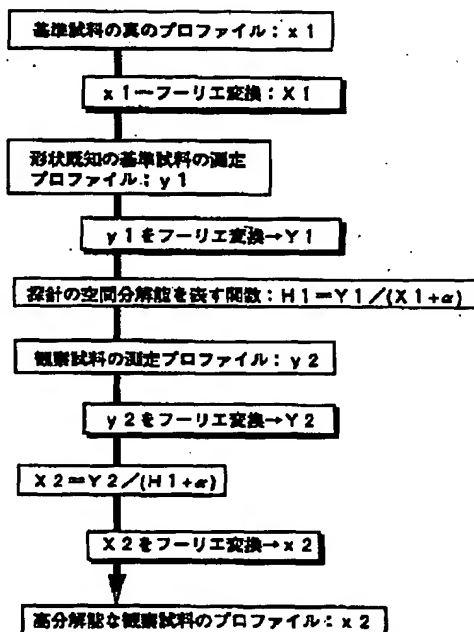 基準試料の真のプロファイル：x1
x1→フーリエ変換：X1
形状既知の基準試料の測定
プロファイル：y1
y1をフーリエ変換→Y1
探針の空間分解能を表す関数：H1＝Y1／(X1+α)
観察試料の測定プロファイル：y2
y2をフーリエ変換→Y2
X2＝Y2／(H1+α)
X2をフーリエ変換→x2
高分解能な観察試料のプロファイル：x2